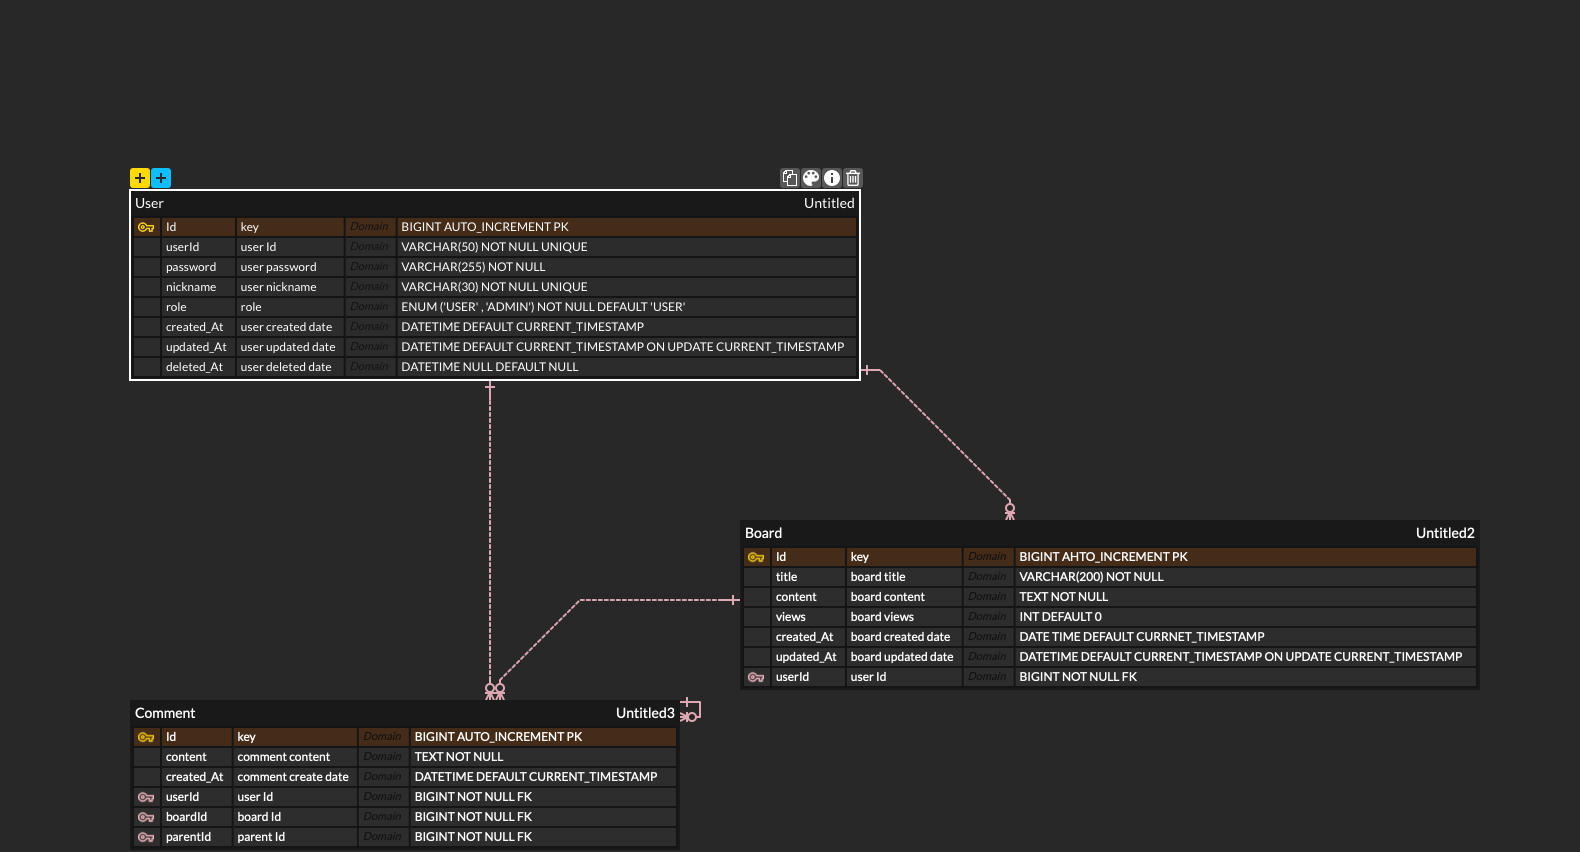 User Untitled
Id key Domain BIGINT AUTO_INCREMENT PK
userId user Id Domain VARCHAR(50) NOT NULL UNIQUE
password user password Domain VARCHAR(255) NOT NULL
nickname user nickname Domain VARCHAR(30) NOT NULL UNIQUE
role role Domain ENUM ('USER' , 'ADMIN') NOT NULL DEFAULT 'USER'
created_At user created date Domain DATETIME DEFAULT CURRENT_TIMESTAMP
updated_At user updated date Domain DATETIME DEFAULT CURRENT_TIMESTAMP ON UPDATE CURRENT_TIMESTAMP
deleted_At user deleted date Domain DATETIME NULL DEFAULT NULL
Board Untitled2
Id key Domain BIGINT AHTO_INCREMENT PK
title board title Domain VARCHAR(200) NOT NULL
content board content Domain TEXT NOT NULL
views board views Domain INT DEFAULT 0
created_At board created date Domain DATE TIME DEFAULT CURRNET_TIMESTAMP
updated_At board updated date Domain DATETIME DEFAULT CURRENT_TIMESTAMP ON UPDATE CURRENT_TIMESTAMP
userId user Id Domain BIGINT NOT NULL FK
Comment Untitled3
Id key Domain BIGINT AUTO_INCREMENT PK
content comment content Domain TEXT NOT NULL
created_At comment create date Domain DATETIME DEFAULT CURRENT_TIMESTAMP
userId user Id Domain BIGINT NOT NULL FK
boardId board Id Domain BIGINT NOT NULL FK
parentId parent Id Domain BIGINT NOT NULL FK